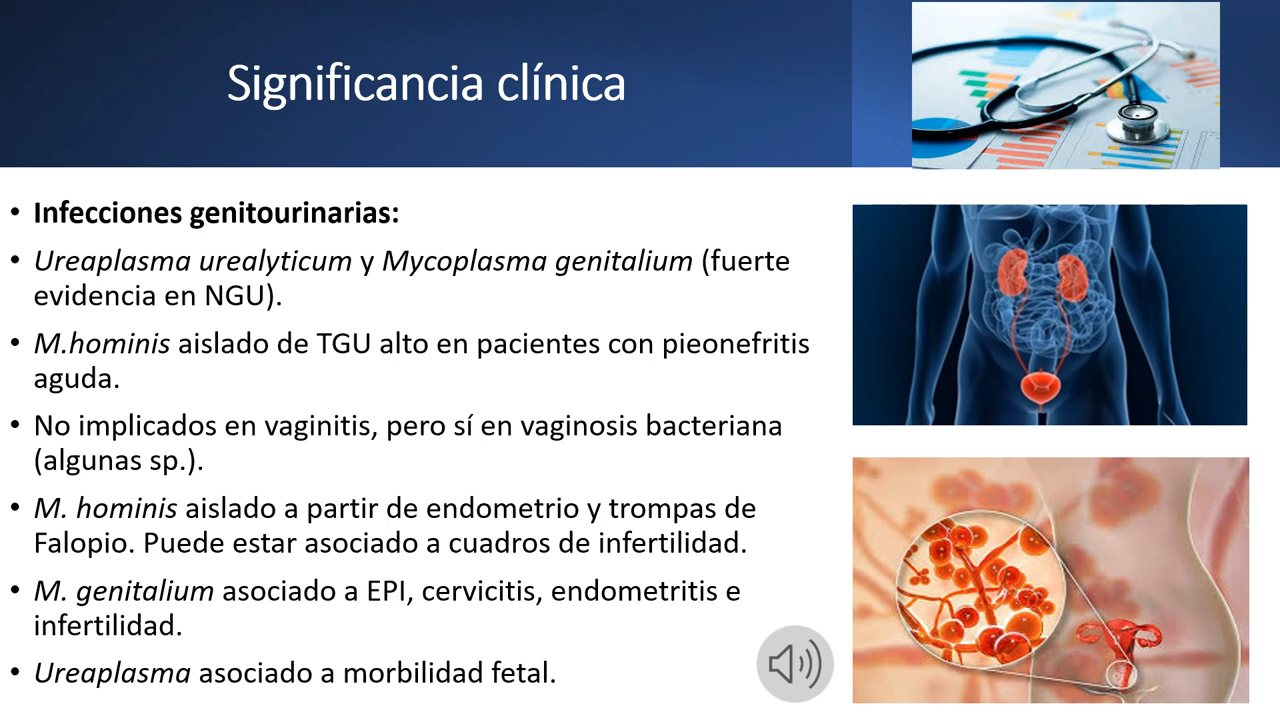 Significancia clínica
• Infecciones genitourinarias:
• Ureaplasma urealyticum y Mycoplasma genitalium (fuerte
evidencia en NGU).
• M.hominis aislado de TGU alto en pacientes con pieonefritis
aguda.
• No implicados en vaginitis, pero sí en vaginosis bacteriana
(algunas sp.).
• M. hominis aislado a partir de endometrio y trompas de
Falopio. Puede estar asociado a cuadros de infertilidad.
• M. genitalium asociado a EPI, cervicitis, endometritis e
infertilidad.
• Ureaplasma asociado a morbilidad fetal.